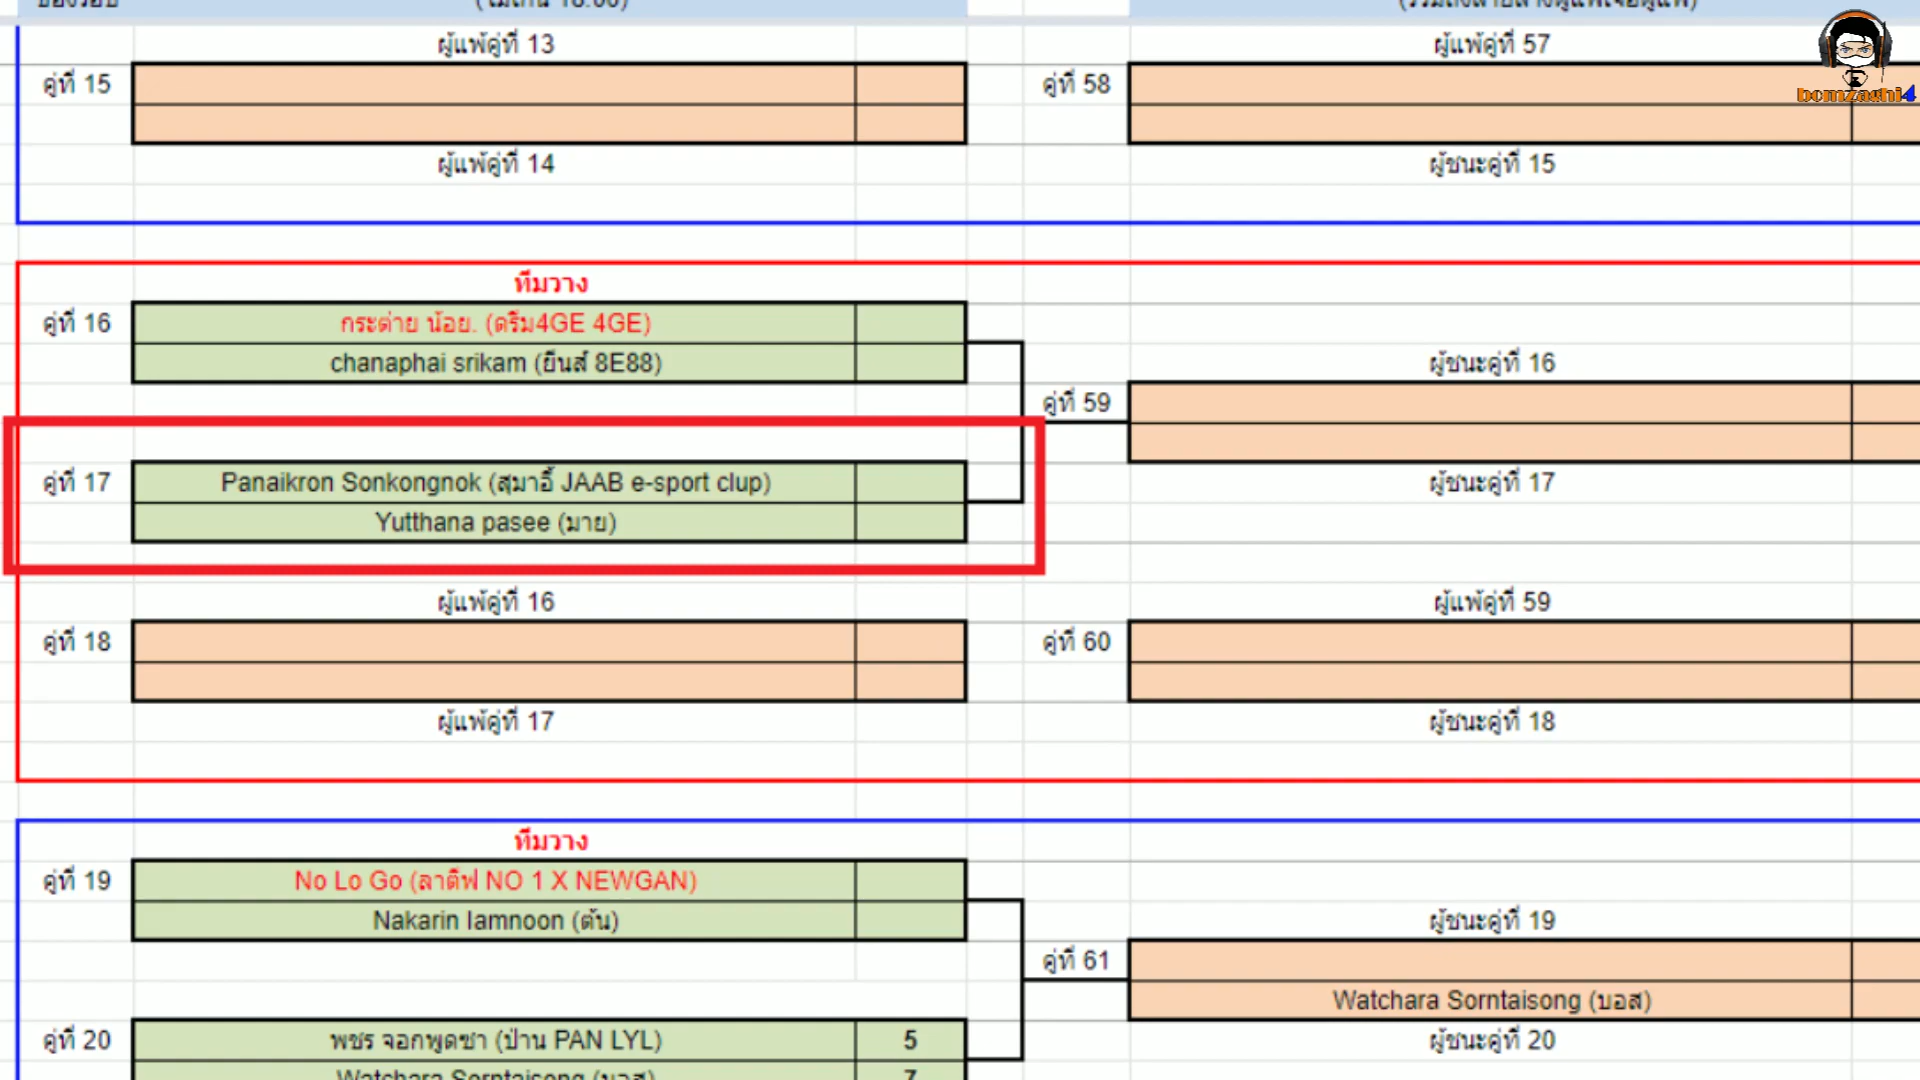 ผู้แพ้คู่ที่ 13
ผู้แพ้คู่ที่ 57
คู่ที่ 15
คู่ที่ 58
bomzaghi4
ผู้แพ้คู่ที่ 14
ผู้ชนะคู่ที่ 15
ทีมวาง
คู่ที่ 16
กระต่าย น้อย. (ดรีม4GE 4GE)
chanaphai srikam (ยีนส์ 8E88)
ผู้ชนะคู่ที่ 16
คู่ที่ 59
คู่ที่ 17
Panaikron Sonkongnok (สุมาอี้ JAAB e-sport clup)
ผู้ชนะคู่ที่ 17
Yutthana pasee (มาย)
ผู้แพ้คู่ที่ 16
ผู้แพ้คู่ที่ 59
คู่ที่ 18
คู่ที่ 60
ผู้แพ้คู่ที่ 17
ผู้ชนะคู่ที่ 18
ทีมวาง
คู่ที่ 19
No Lo Go (ลาตีฟ NO 1 X NEWGAN)
Nakarin Iamnoon (ต้น)
ผู้ชนะคู่ที่ 19
คู่ที่ 61
Watchara Sorntaisong (บอส)
คู่ที่ 20
พชร จอกพูดซา (ป่าน PAN LYL) 5
ผู้ชนะคู่ที่ 20
Watchara Sorntaisong (บอส) 7